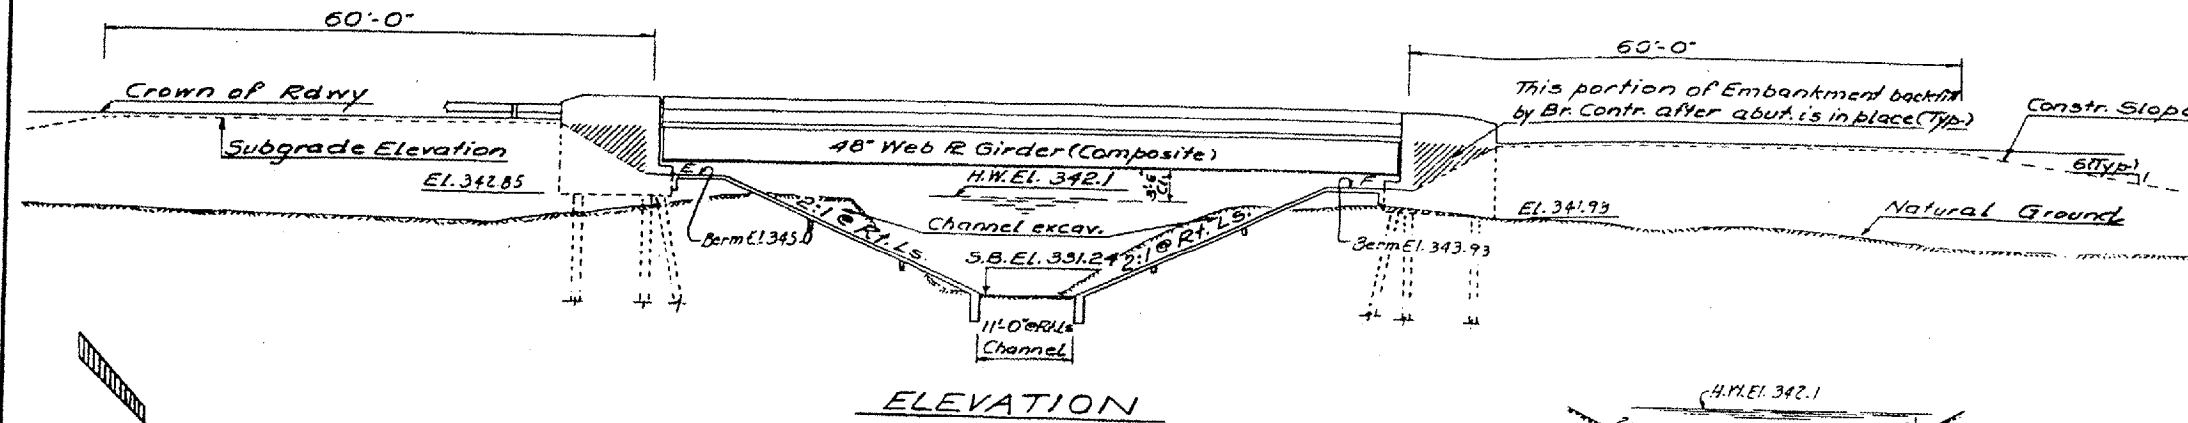 60'-0"
60'-0"
Crown of Rdwy
This portion of Embankment backfill
by Br. Contr. after abut. is in place (Typ.)
Constr. Slope
Subgrade Elevation
48" Web ℄ Girder (Composite)
6 (Typ.)
1
El. 342.85
E
H.W. El. 342.1
Cl.
F
El. 341.93
Natural Ground
2:1 @ Rt. Ls.
Channel excav.
2:1 @ Rt. Ls.
Berm El. 345.0
S.B. El. 331.24
Berm El. 343.93
11'-0" @ Rt. Ls
Channel
ELEVATION
H.W. El. 342.1